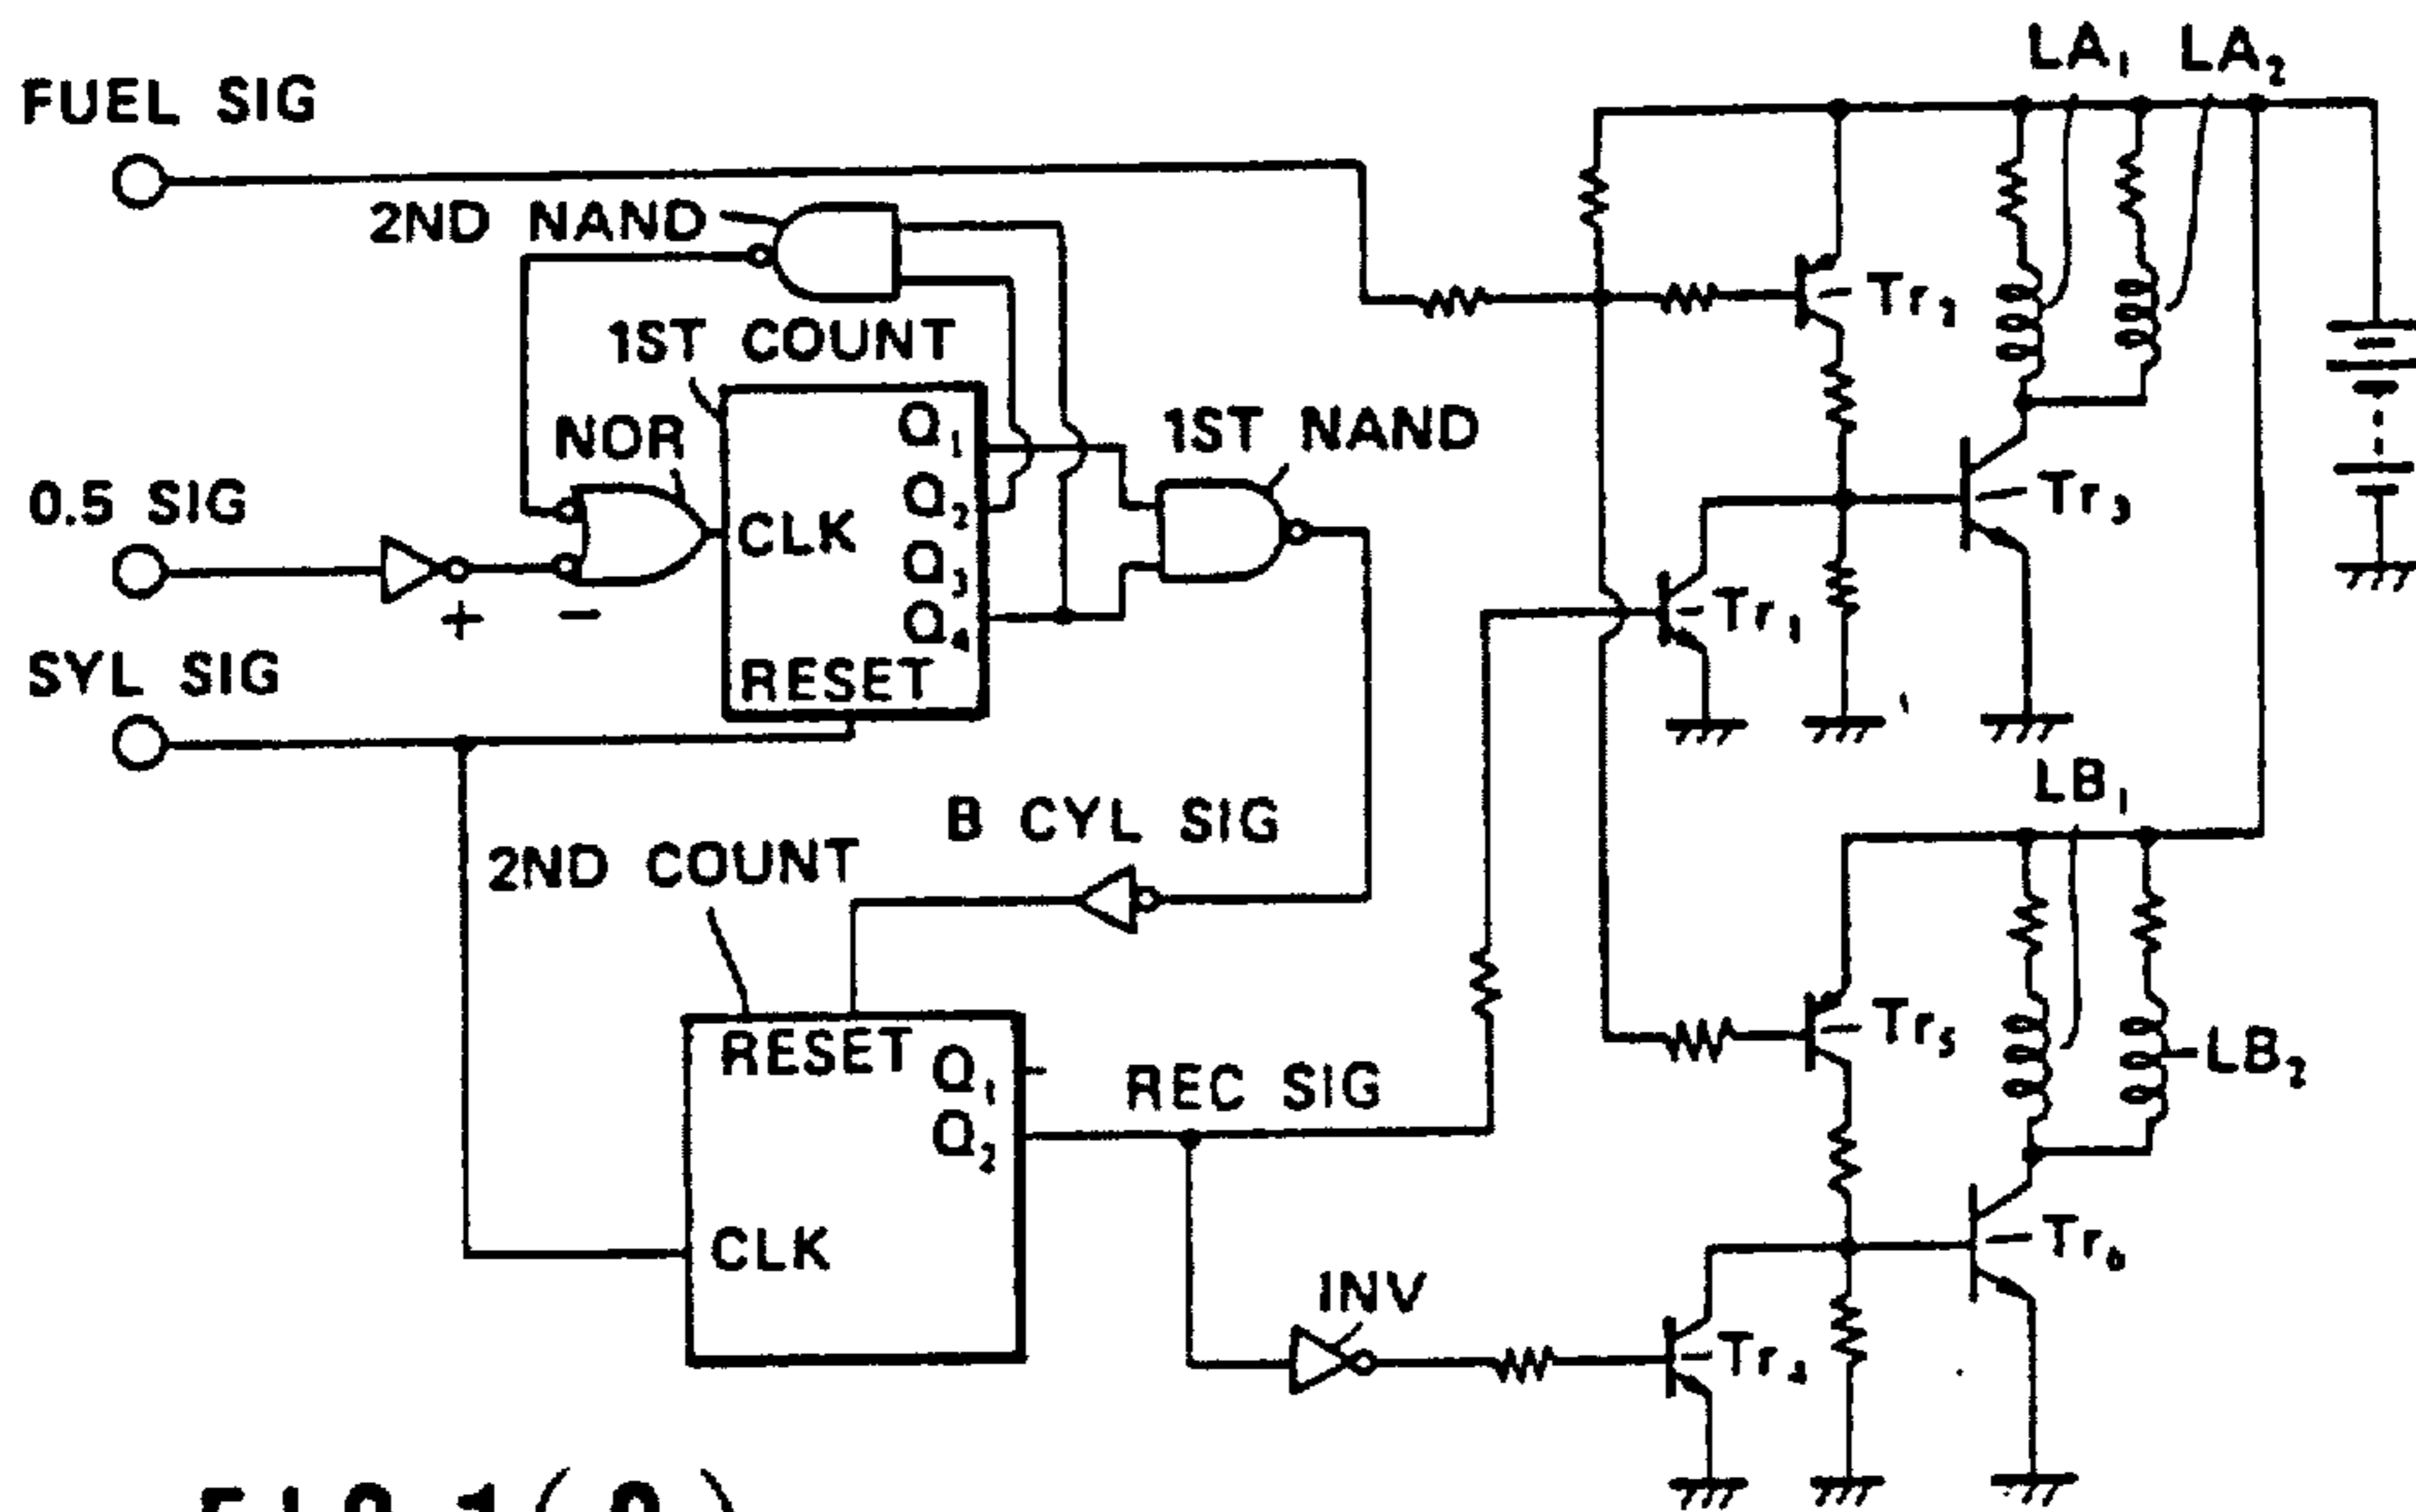 LA₁ LA₂
FUEL SIG
2ND NAND
Tr₂
1ST COUNT
1ST NAND
NOR
Q₁
Q₂
0.5 SIG
CLK
Tr₃
Q₃
Q₄
Tr₁
+ −
SYL SIG
RESET
LB₁
B CYL SIG
2ND COUNT
RESET
Q₁
Tr₅
LB₂
REC SIG
Q₂
CLK
Tr₆
INV
Tr₄